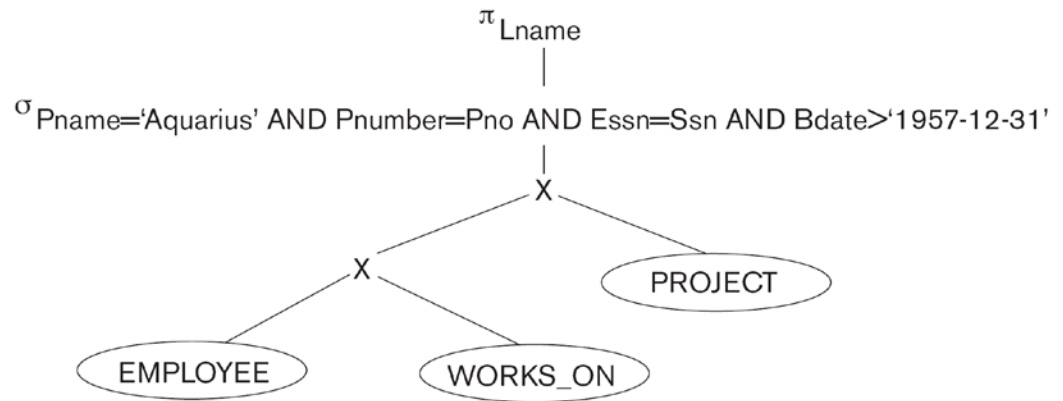 π Lname
σ Pname=‘Aquarius’ AND Pnumber=Pno AND Essn=Ssn AND Bdate>‘1957-12-31’
X
X
PROJECT
EMPLOYEE
WORKS_ON